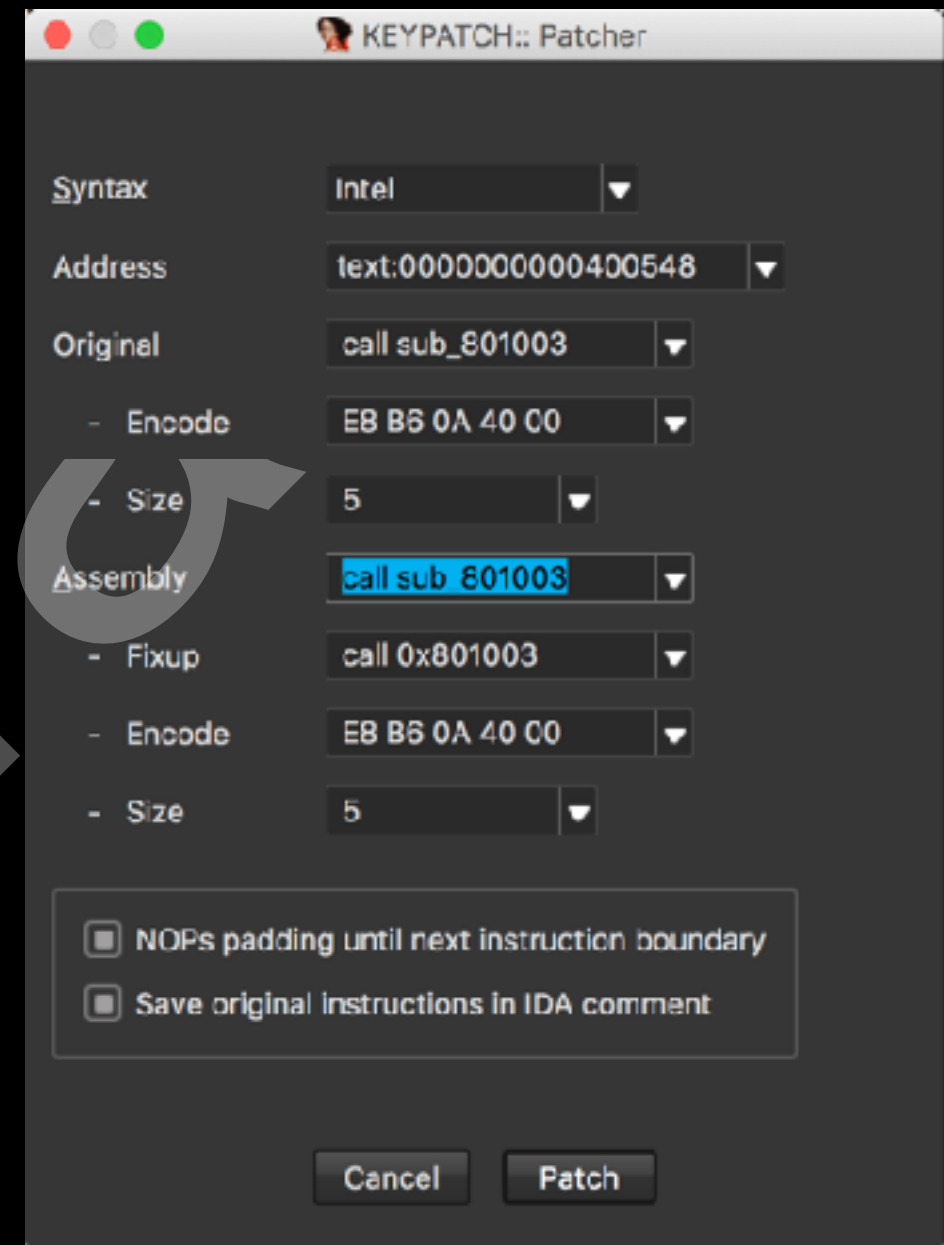 KEYPATCH:: Patcher
Syntax Intel
Address text:0000000000400548
Original call sub_801003
- Encode E8 B6 0A 40 00
- Size 5
Assembly call sub_801003
- Fixup call 0x801003
- Encode E8 B6 0A 40 00
- Size 5
NOPs padding until next instruction boundary
Save original instructions in IDA comment
Cancel Patch